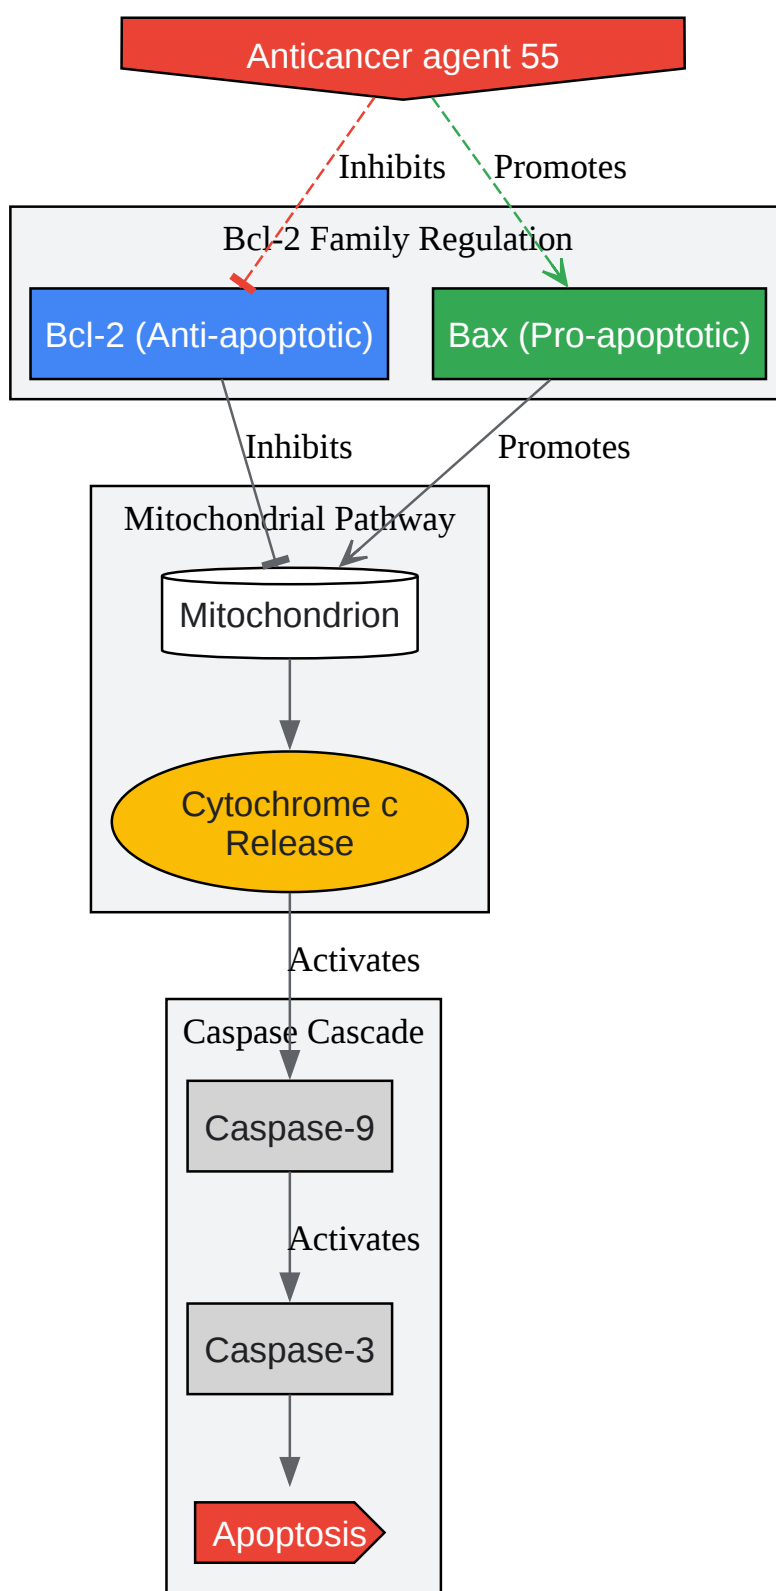 Anticancer agent 55
Inhibits
Promotes
Bcl-2 Family Regulation
Bcl-2 (Anti-apoptotic)
Bax (Pro-apoptotic)
Inhibits
Promotes
Mitochondrial Pathway
Mitochondrion
Cytochrome c
Release
Activates
Caspase Cascade
Caspase-9
Activates
Caspase-3
Apoptosis